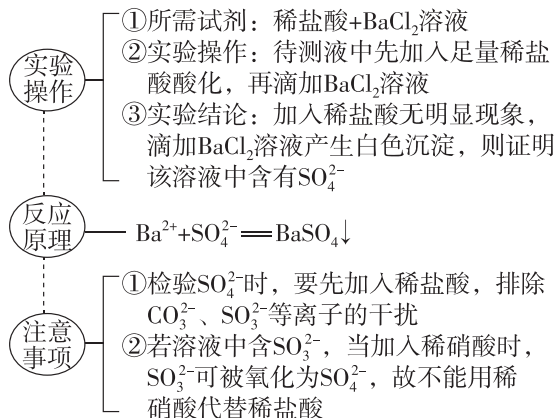 ①所需试剂：稀盐酸+BaCl₂溶液
②实验操作：待测液中先加入足量稀盐
酸酸化，再滴加BaCl₂溶液
③实验结论：加入稀盐酸无明显现象，
滴加BaCl₂溶液产生白色沉淀，则证明
该溶液中含有SO₄²⁻
实验
操作
反应
原理
Ba²⁺+SO₄²⁻══BaSO₄↓
①检验SO₄²⁻时，要先加入稀盐酸，排除
CO₃²⁻、SO₃²⁻等离子的干扰
②若溶液中含SO₃²⁻，当加入稀硝酸时，
SO₃²⁻可被氧化为SO₄²⁻，故不能用稀
硝酸代替稀盐酸
注意
事项